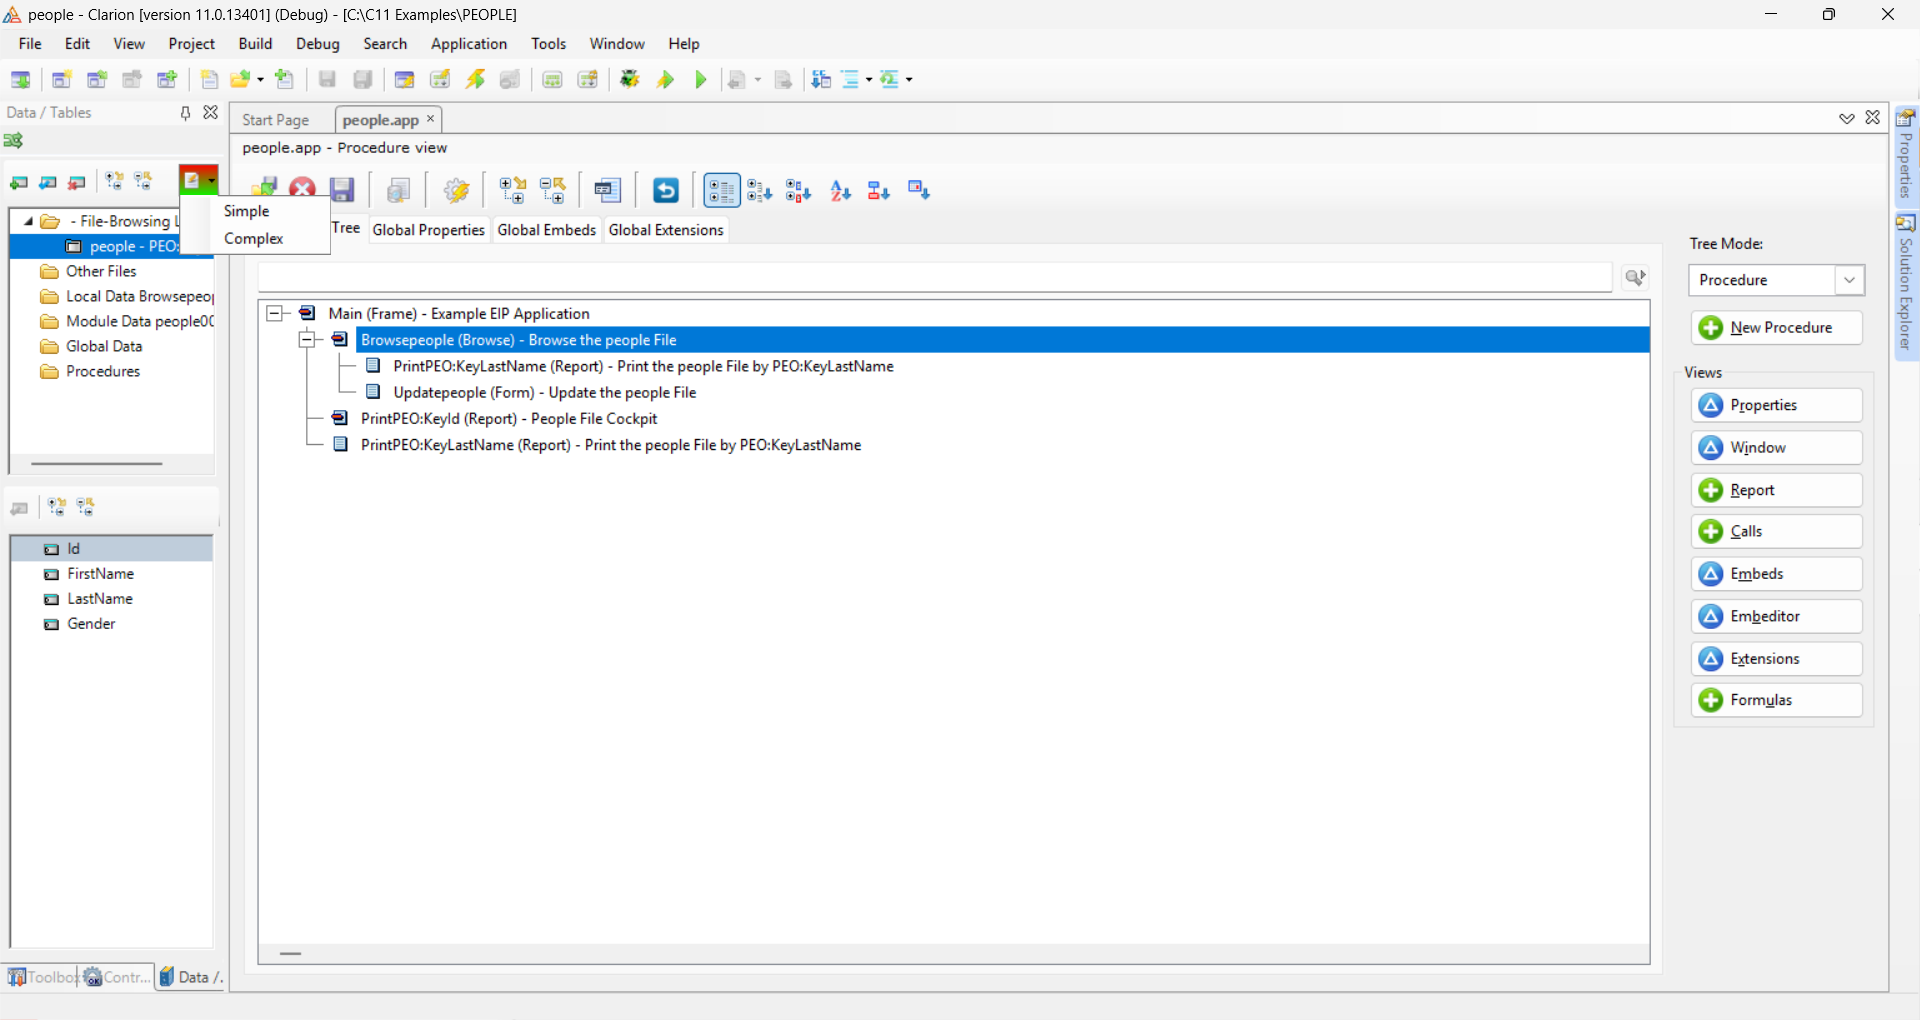 people - Clarion [version 11.0.13401] (Debug) - [C:\C11 Examples\PEOPLE]
File Edit View Project Build Debug Search Application Tools Window Help
Data / Tables
Start Page
people.app
people.app - Procedure view
Simple
Complex
Tree Global Properties Global Embeds Global Extensions
- File-Browsing L
people - PEO:
Other Files
Local Data Browsepeop
Module Data people00
Global Data
Procedures
Main (Frame) - Example EIP Application
Browsepeople (Browse) - Browse the people File
PrintPEO:KeyLastName (Report) - Print the people File by PEO:KeyLastName
Updatepeople (Form) - Update the people File
PrintPEO:KeyId (Report) - People File Cockpit
PrintPEO:KeyLastName (Report) - Print the people File by PEO:KeyLastName
Id
FirstName
LastName
Gender
Toolbox Contr... Data /.
Tree Mode:
Procedure
New Procedure
Views
Properties
Window
Report
Calls
Embeds
Embeditor
Extensions
Formulas
Properties
Solution Explorer